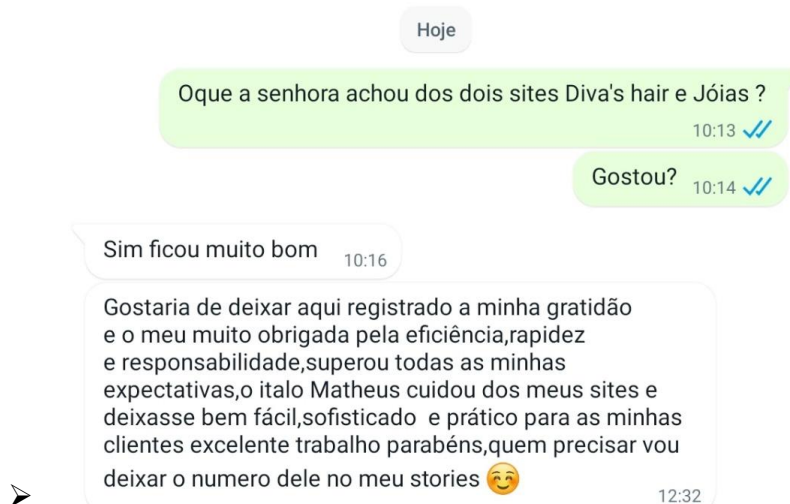 Hoje
Oque a senhora achou dos dois sites Diva's hair e Jóias ?
10:13
Gostou? 10:14
Sim ficou muito bom 10:16
Gostaria de deixar aqui registrado a minha gratidão
e o meu muito obrigada pela eficiência,rapidez
e responsabilidade,superou todas as minhas
expectativas,o italo Matheus cuidou dos meus sites e
deixasse bem fácil,sofisticado e prático para as minhas
clientes excelente trabalho parabéns,quem precisar vou
deixar o numero dele no meu stories 😊
12:32